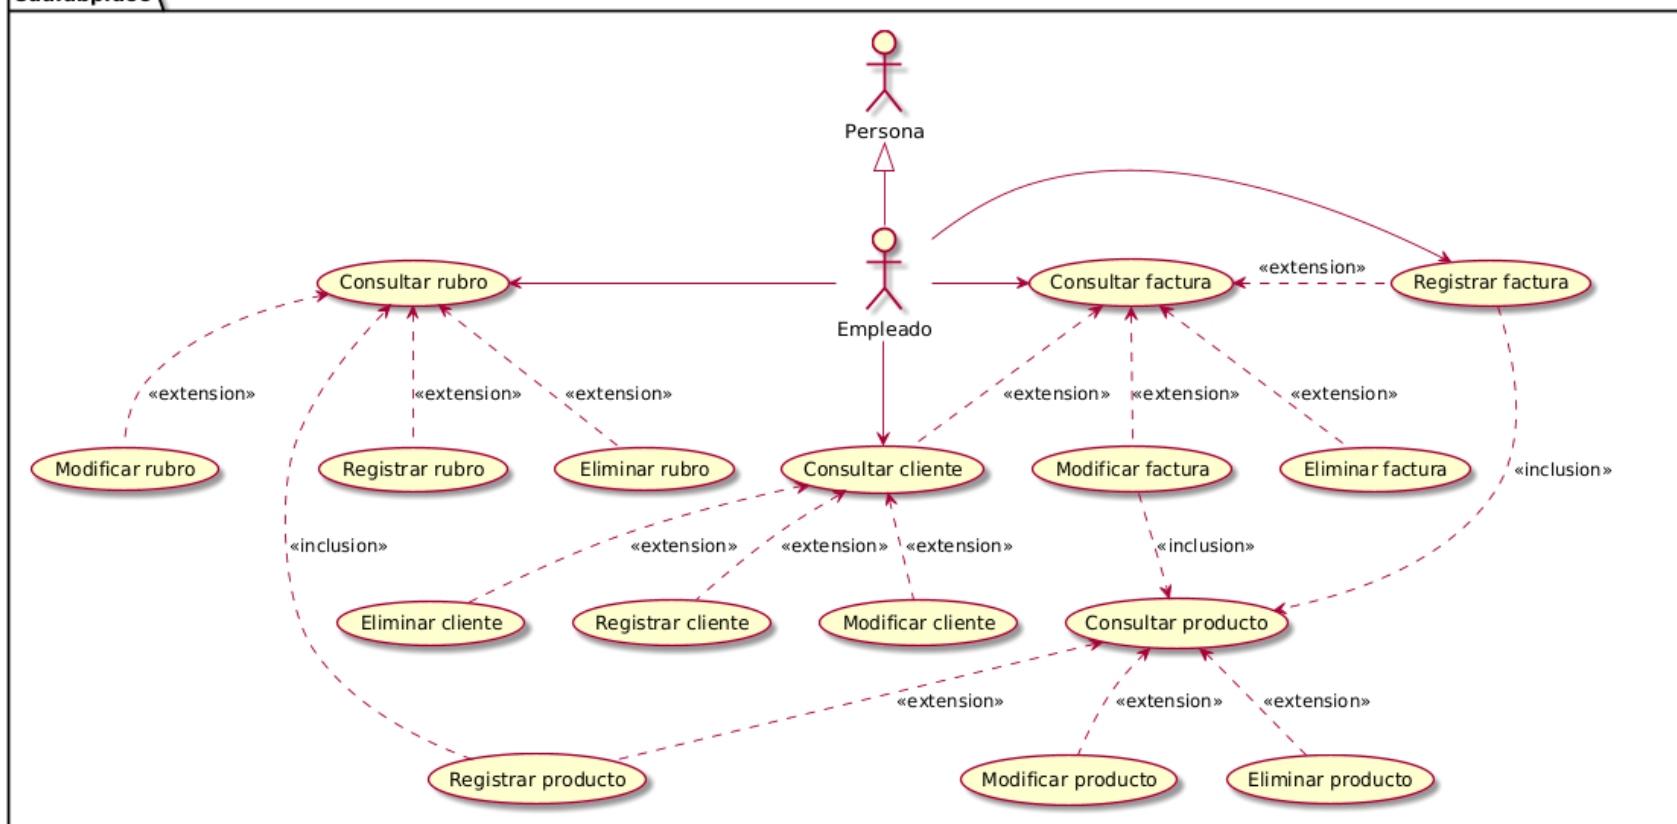 Persona
Empleado
Consultar rubro
Consultar factura
«extension»
Registrar factura
«extension»
«extension»
«extension»
«extension»
«extension»
«extension»
Modificar rubro
Registrar rubro
Eliminar rubro
Consultar cliente
Modificar factura
Eliminar factura
«inclusion»
«inclusion»
«extension»
«extension»
«extension»
«inclusion»
Eliminar cliente
Registrar cliente
Modificar cliente
Consultar producto
«extension»
«extension»
«extension»
Registrar producto
Modificar producto
Eliminar producto